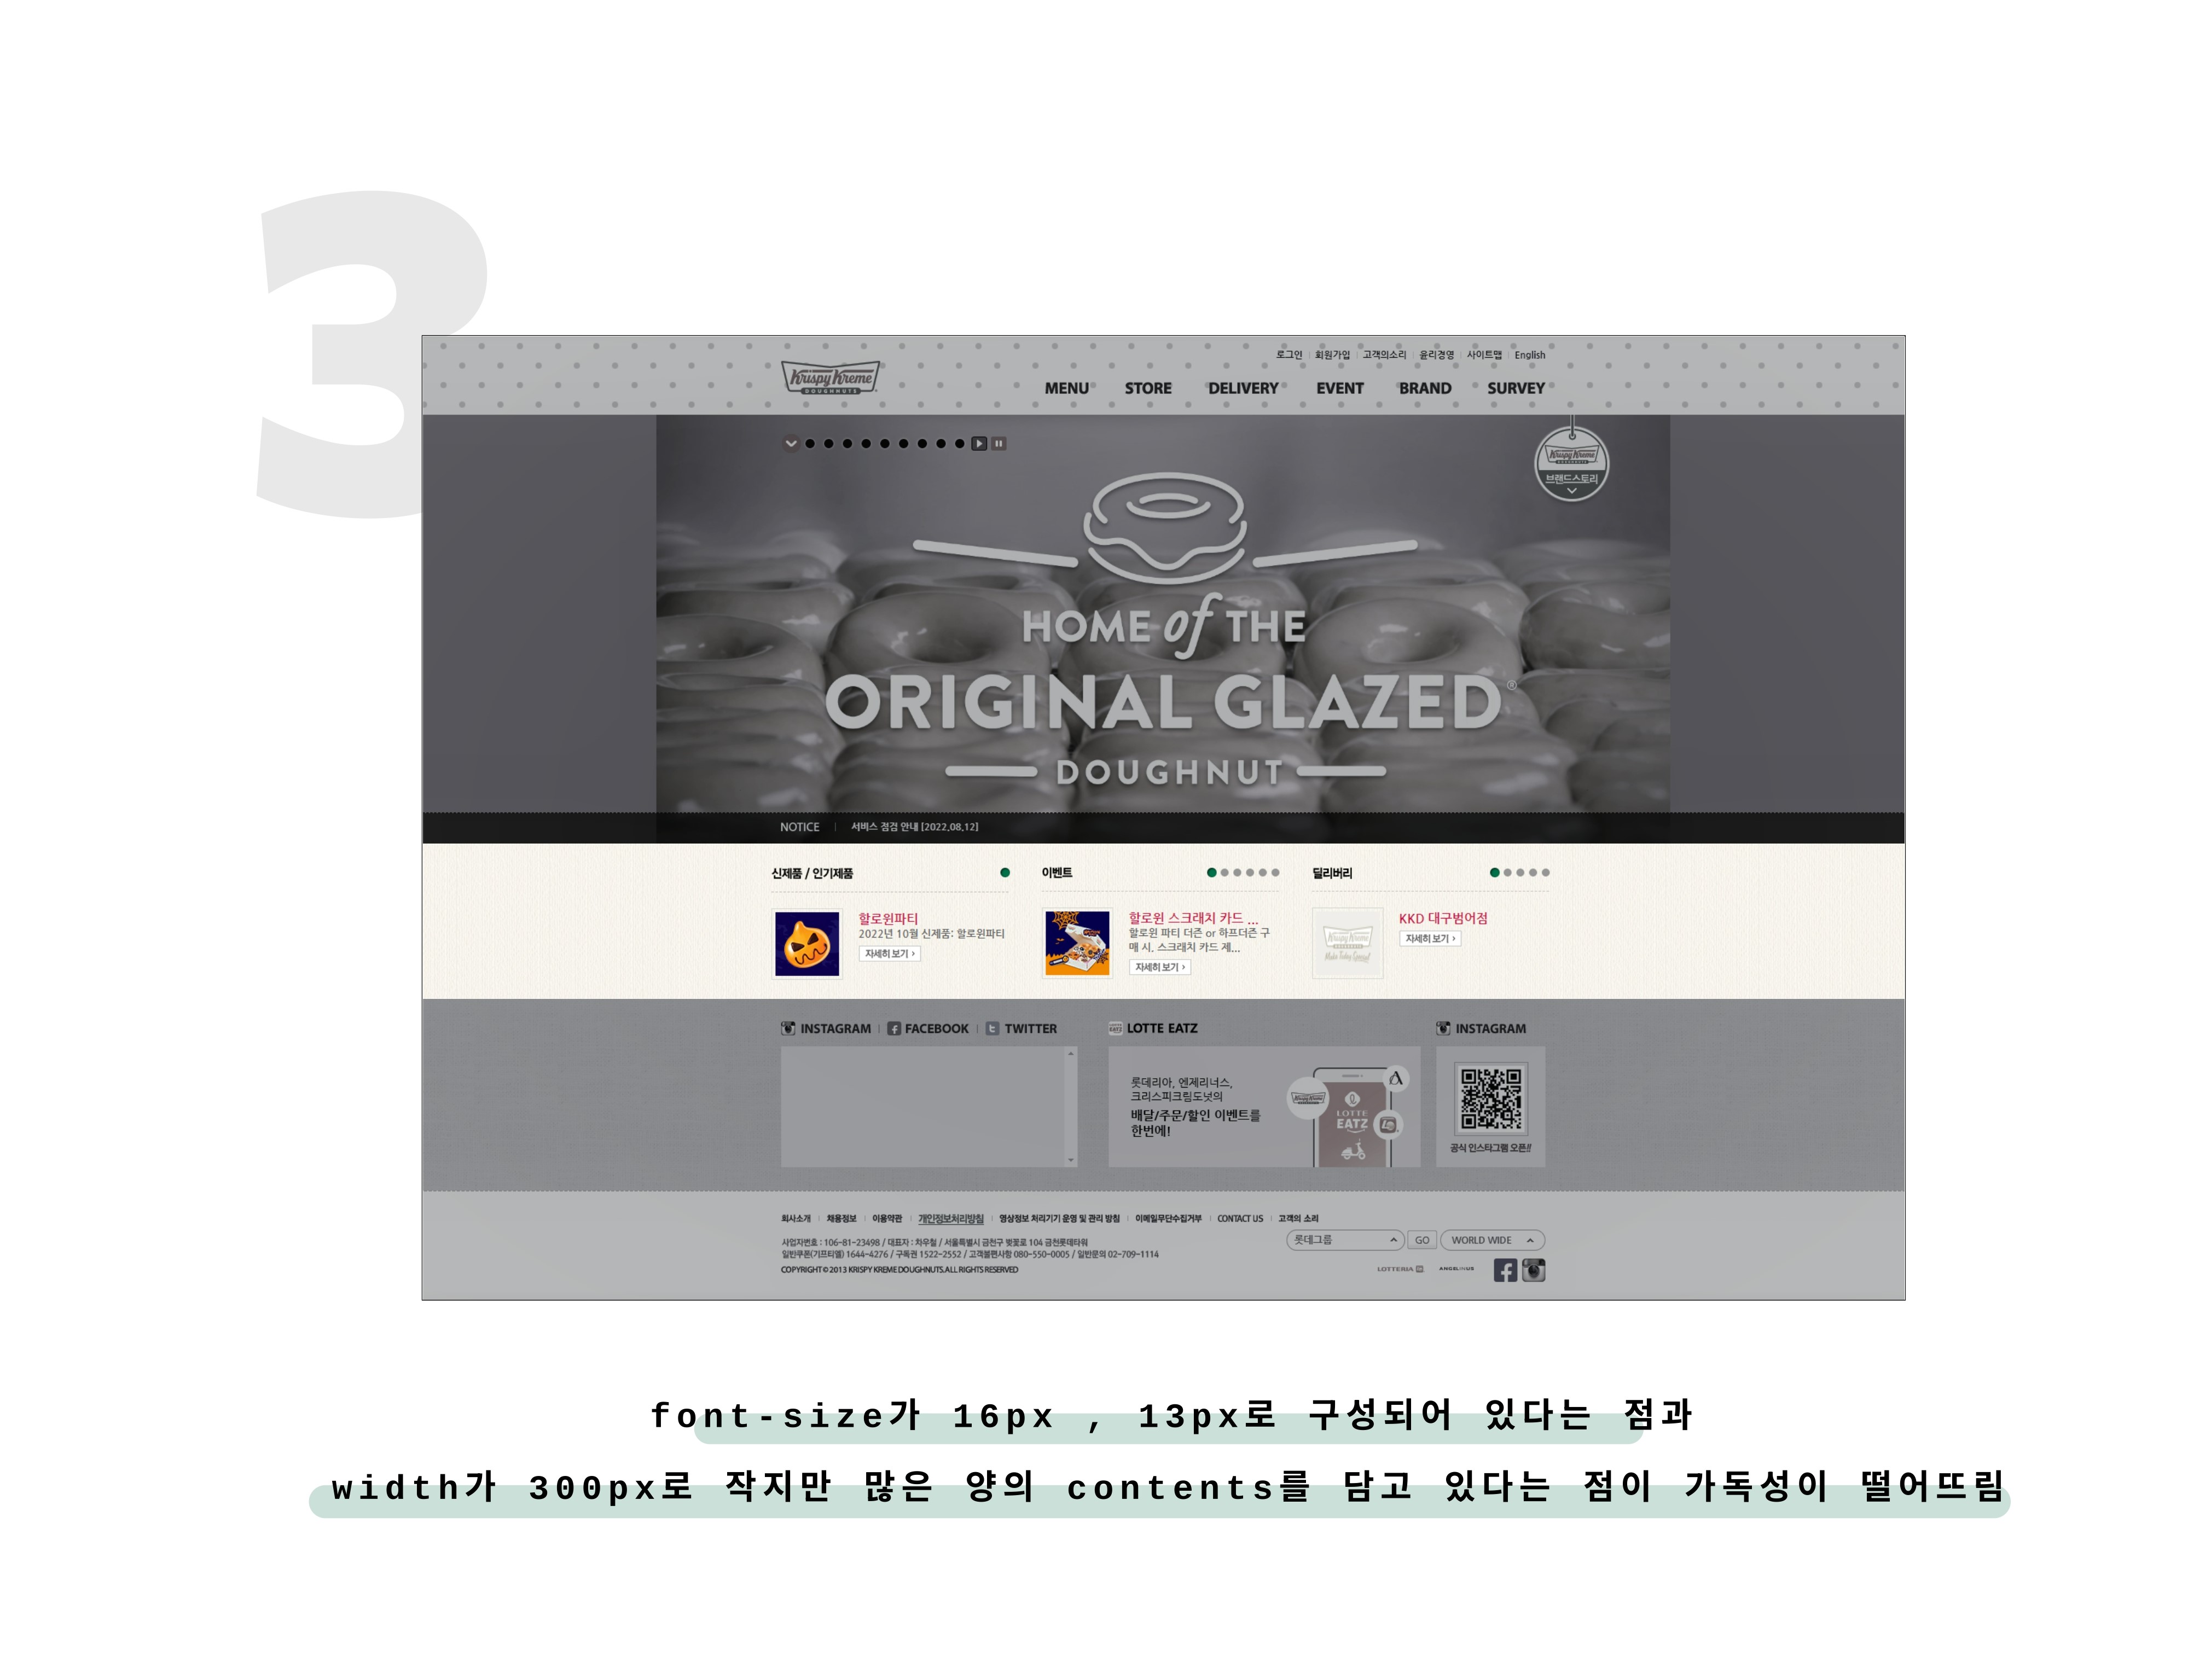 3
로그인 회원가입 고객의소리 윤리경영 사이트맵 English
Krispy Kreme
DOUGHNUTS
MENU STORE DELIVERY EVENT BRAND SURVEY
Krispy Kreme
DOUGHNUTS
브랜드스토리
HOME of THE
ORIGINAL GLAZED®
DOUGHNUT
NOTICE 서비스 점검 안내 [2022.08.12]
신제품 / 인기제품
할로윈파티
2022년 10월 신제품: 할로윈파티
자세히 보기 ›
이벤트
할로윈 스크래치 카드 ...
할로윈 파티 더즌 or 하프더즌 구
매 시, 스크래치 카드 제...
자세히 보기 ›
딜리버리
Krispy Kreme
DOUGHNUTS
Make Today Special
KKD 대구범어점
자세히 보기 ›
INSTAGRAM FACEBOOK TWITTER
LOTTE EATZ
롯데리아, 엔제리너스,
크리스피크림도넛의
배달/주문/할인 이벤트를
한번에!
Krispy Kreme
LOTTE
EATZ
INSTAGRAM
공식 인스타그램 오픈!!
회사소개 채용정보 이용약관 개인정보처리방침 영상정보 처리기기 운영 및 관리 방침 이메일무단수집거부 CONTACT US 고객의 소리
사업자번호 : 106-81-23498 / 대표자 : 차우철 / 서울특별시 금천구 벚꽃로 104 금천롯데타워
일반쿠폰(기프티엘) 1644-4276 / 구독권 1522-2552 / 고객불편사항 080-550-0005 / 일반문의 02-709-1114
COPYRIGHT © 2013 KRISPY KREME DOUGHNUTS. ALL RIGHTS RESERVED
롯데그룹 GO WORLD WIDE
LOTTERIA ANGELINUS
font-size가 16px , 13px로 구성되어 있다는 점과
width가 300px로 작지만 많은 양의 contents를 담고 있다는 점이 가독성이 떨어뜨림